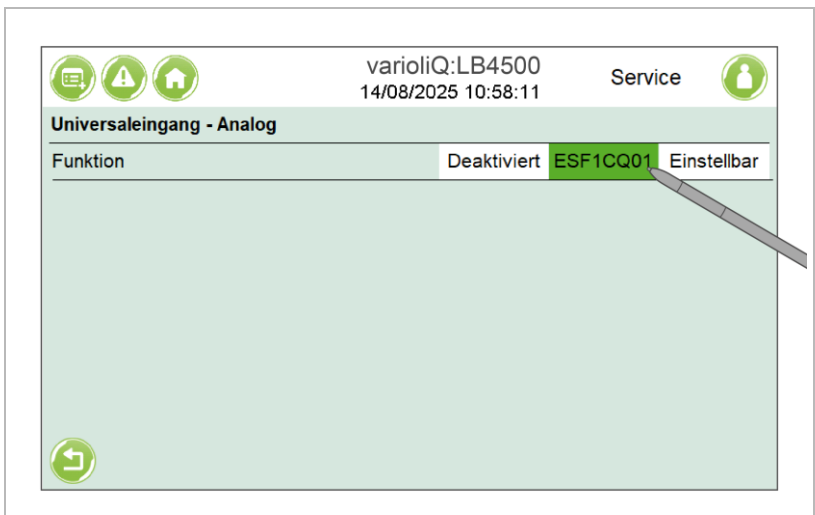 varioliQ:LB4500
14/08/2025 10:58:11
Service
Universaleingang - Analog
Funktion Deaktiviert ESF1CQ01 Einstellbar